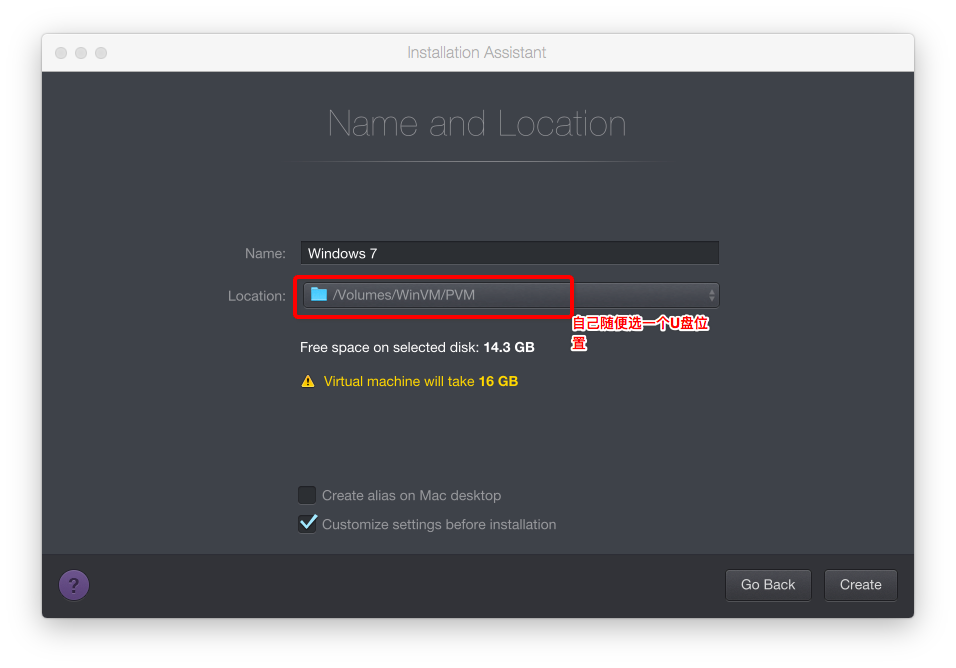 Installation Assistant
Name and Location
Name: Windows 7
Location: /Volumes/WinVM/PVM
自己随便选一个U盘位
置
Free space on selected disk: 14.3 GB
Virtual machine will take 16 GB
Create alias on Mac desktop
Customize settings before installation
? Go Back Create